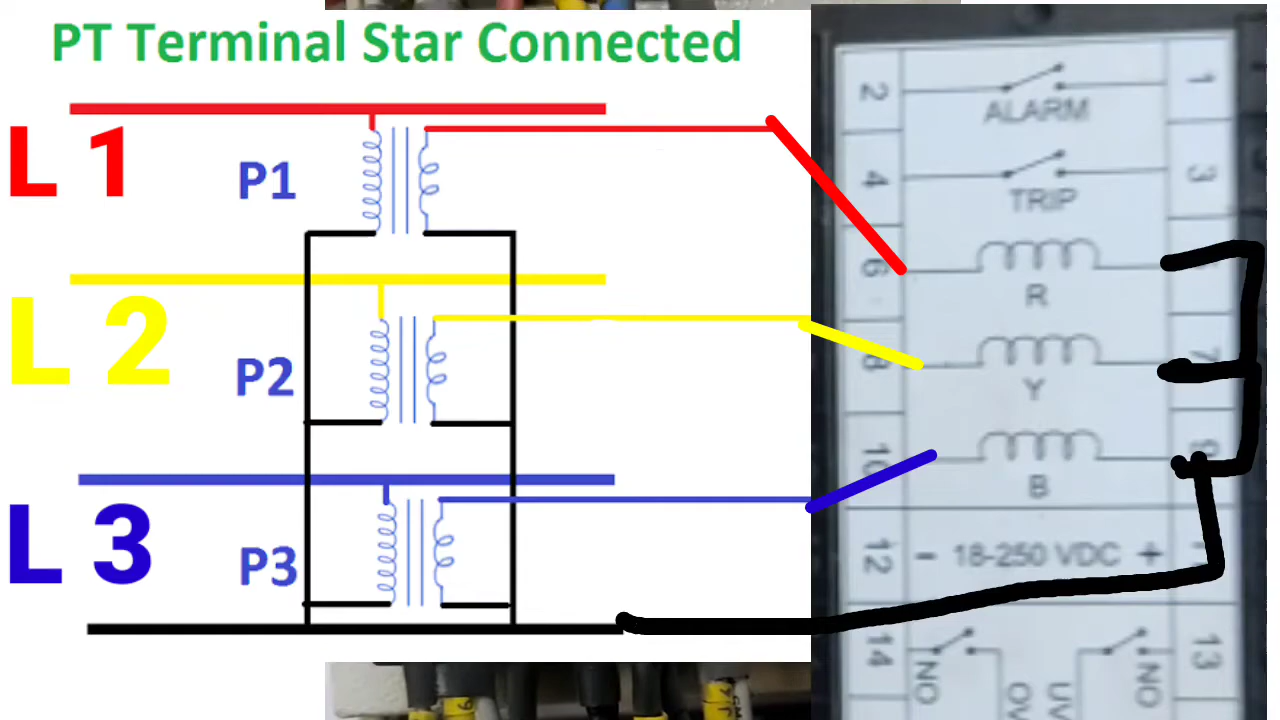 PT Terminal Star Connected
L 1
P1
L 2
P2
L 3
P3
2
1
ALARM
4
3
TRIP
6
R
8
7
Y
10
9
B
12
- 18-250 VDC +
14
13
NO
OV
UV
NO